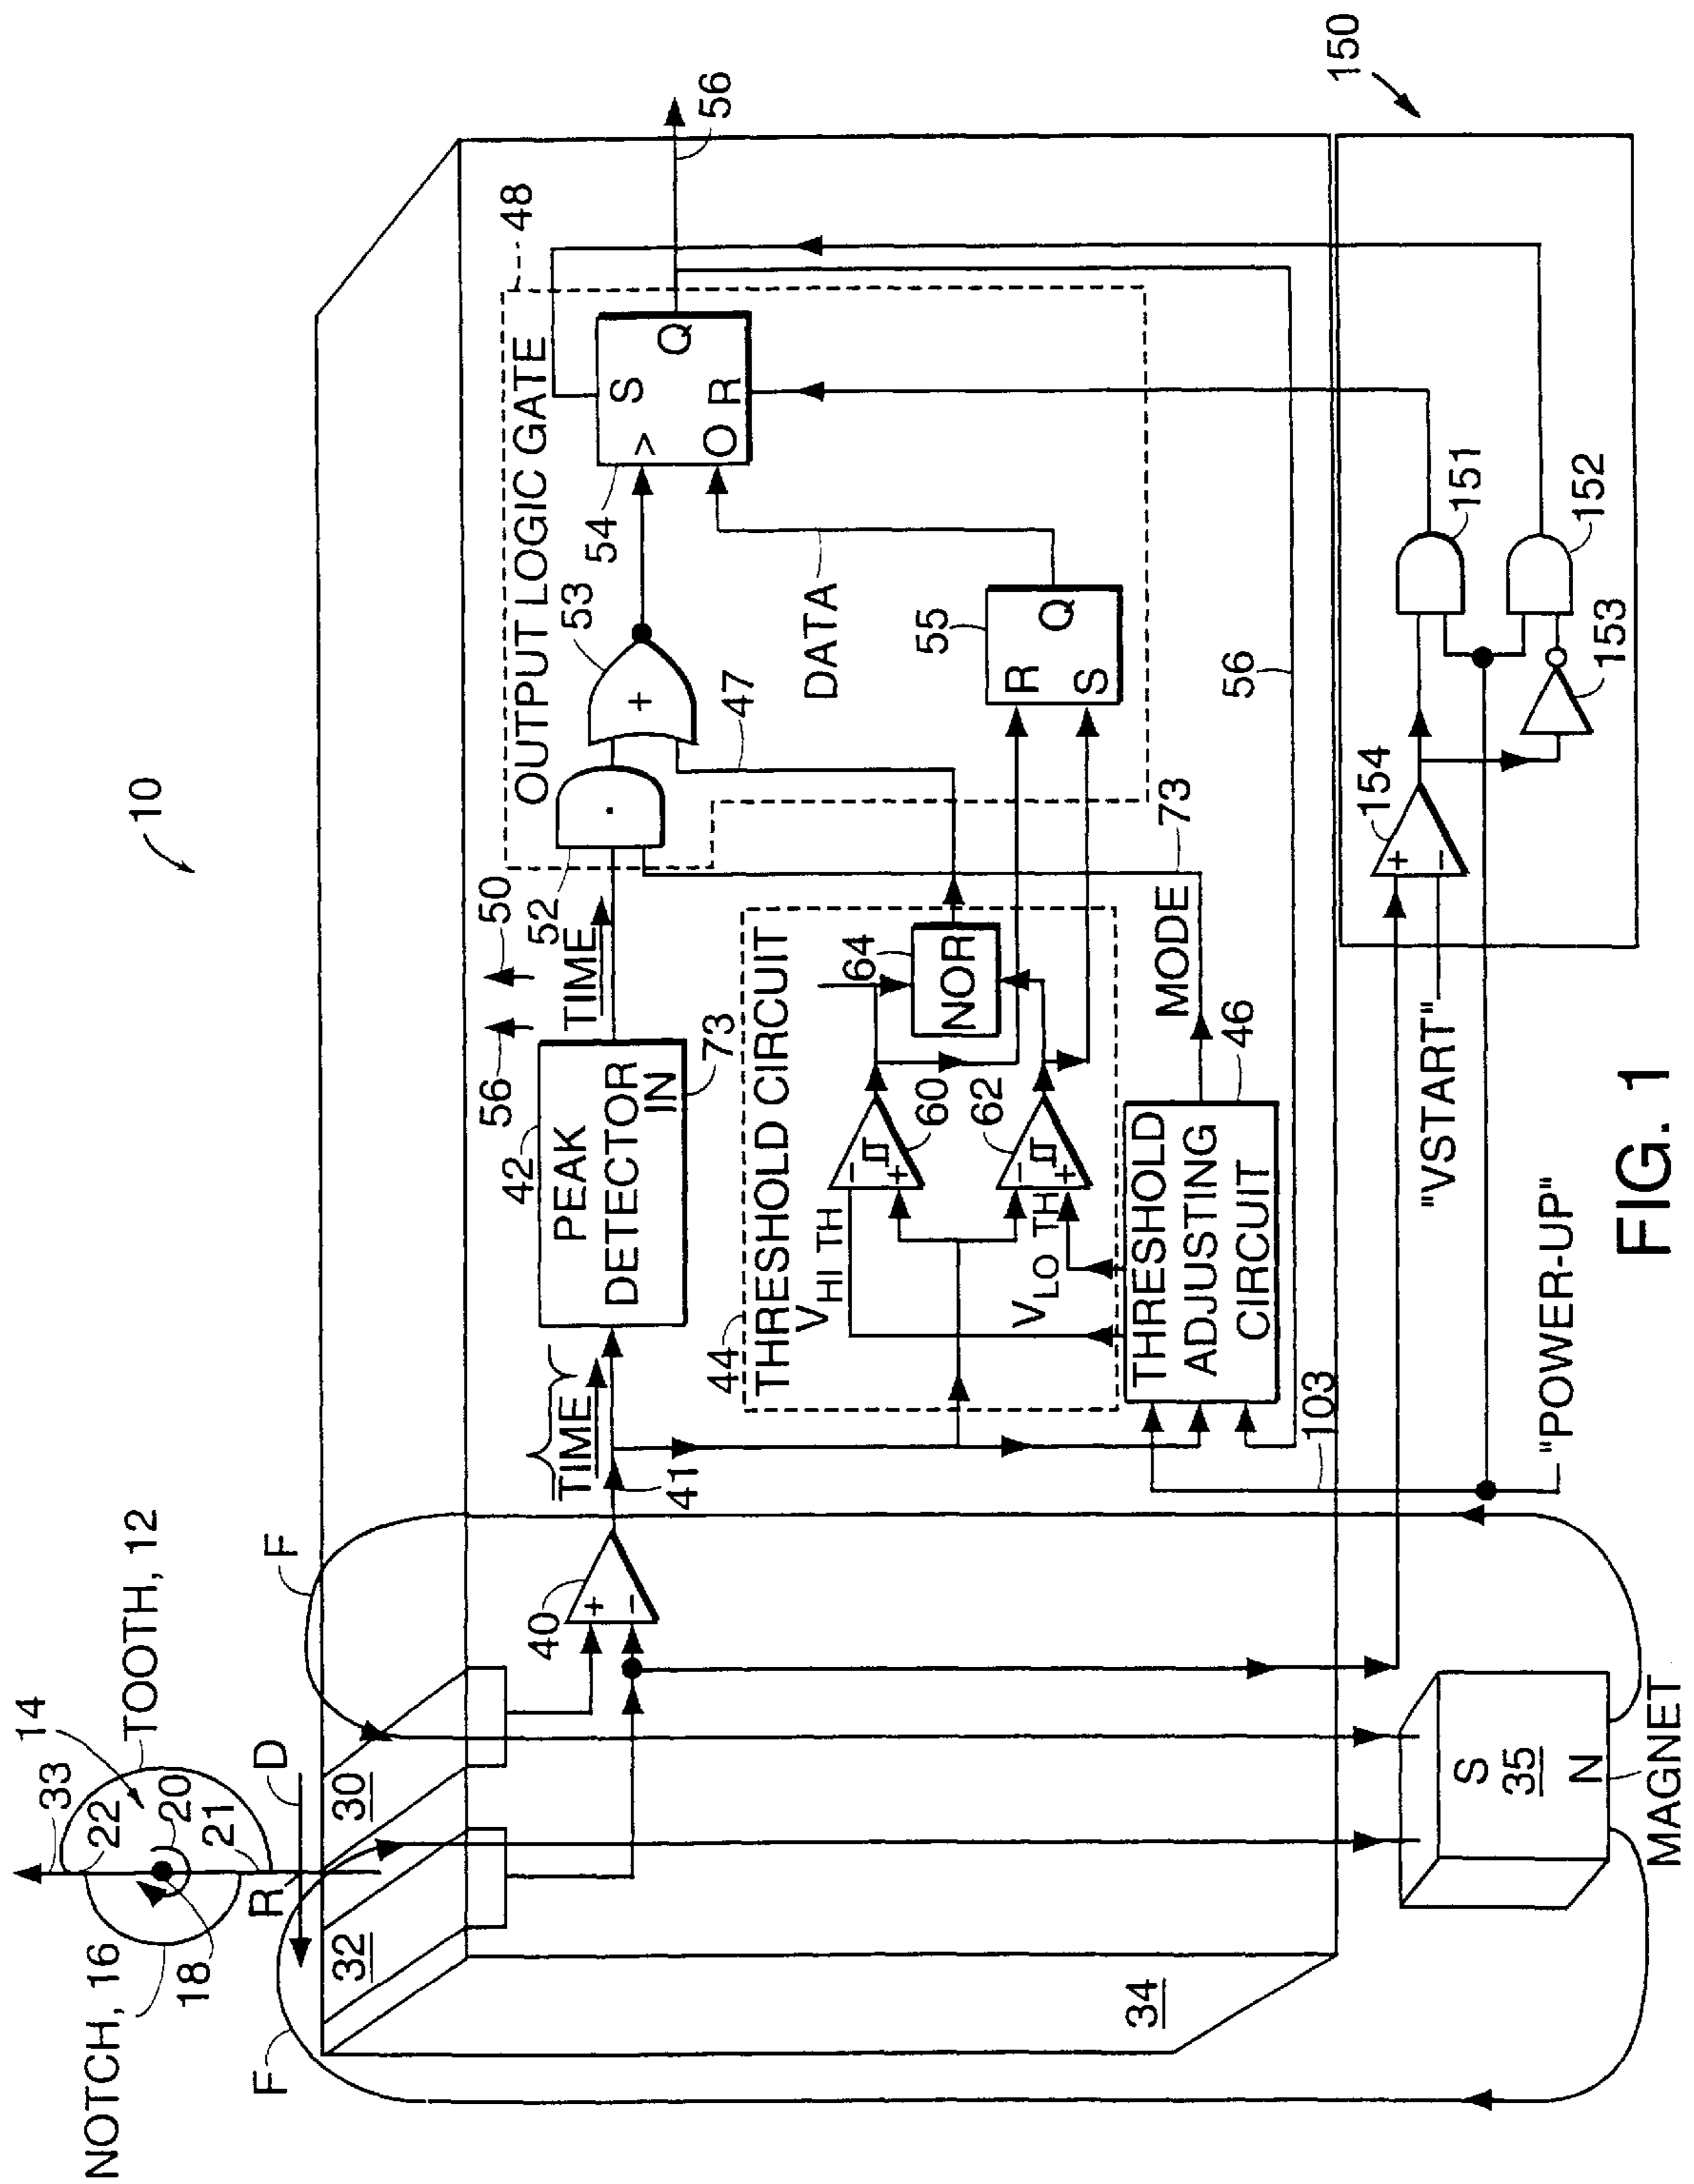 10
NOTCH, 16
18
33
22
14
20
21
TOOTH, 12
F
F
R
D
32
30
34
S
35
N
MAGNET
40
+
−
41
TIME
42
PEAK
DETECTOR
IN
73
56
50
TIME
52
OUTPUT LOGIC GATE
48
·
53
+
54
>
S
Q
O
R
56
47
DATA
55
R
Q
S
44
THRESHOLD CIRCUIT
V HI TH
−
+
60
64
NOR
V LO TH
−
+
62
THRESHOLD
ADJUSTING
CIRCUIT
46
MODE
73
56
103
"POWER-UP"
"VSTART"
154
+
−
153
151
152
150
FIG. 1